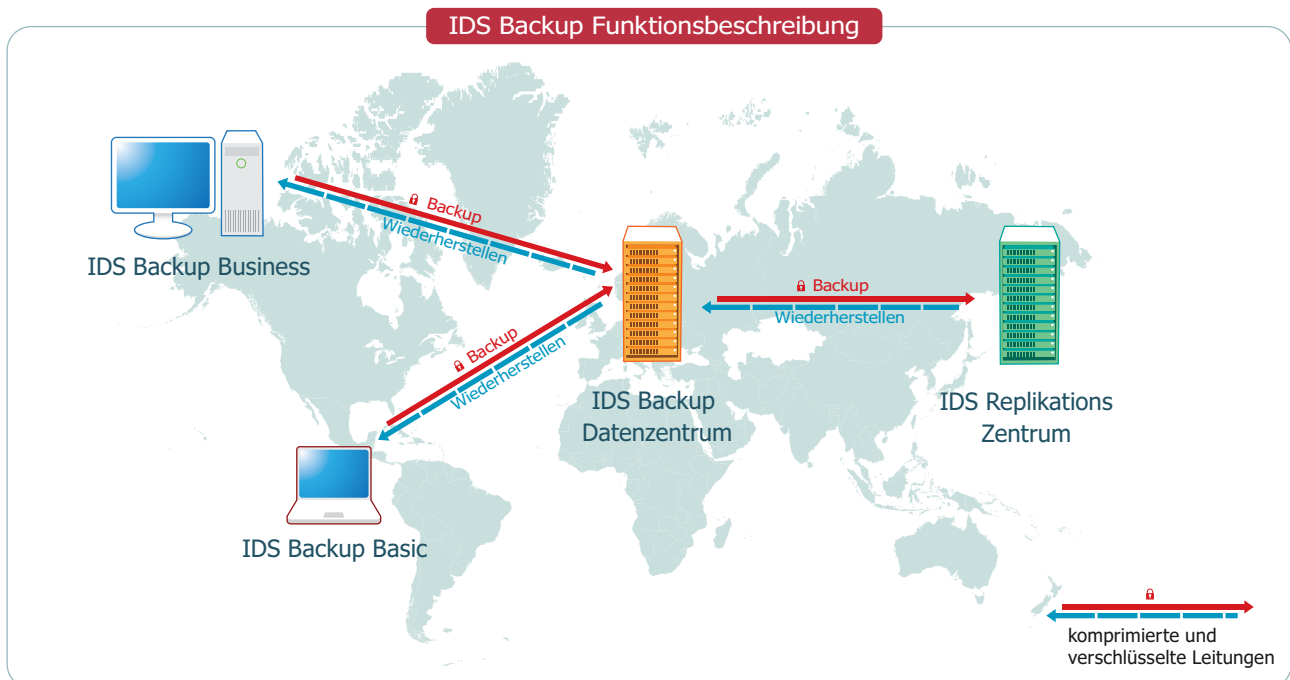 IDS Backup Funktionsbeschreibung
Backup
Wiederherstellen
IDS Backup Business
Backup
Wiederherstellen
Backup
Wiederherstellen
IDS Backup
Datenzentrum
IDS Replikations
Zentrum
IDS Backup Basic
komprimierte und
verschlüsselte Leitungen